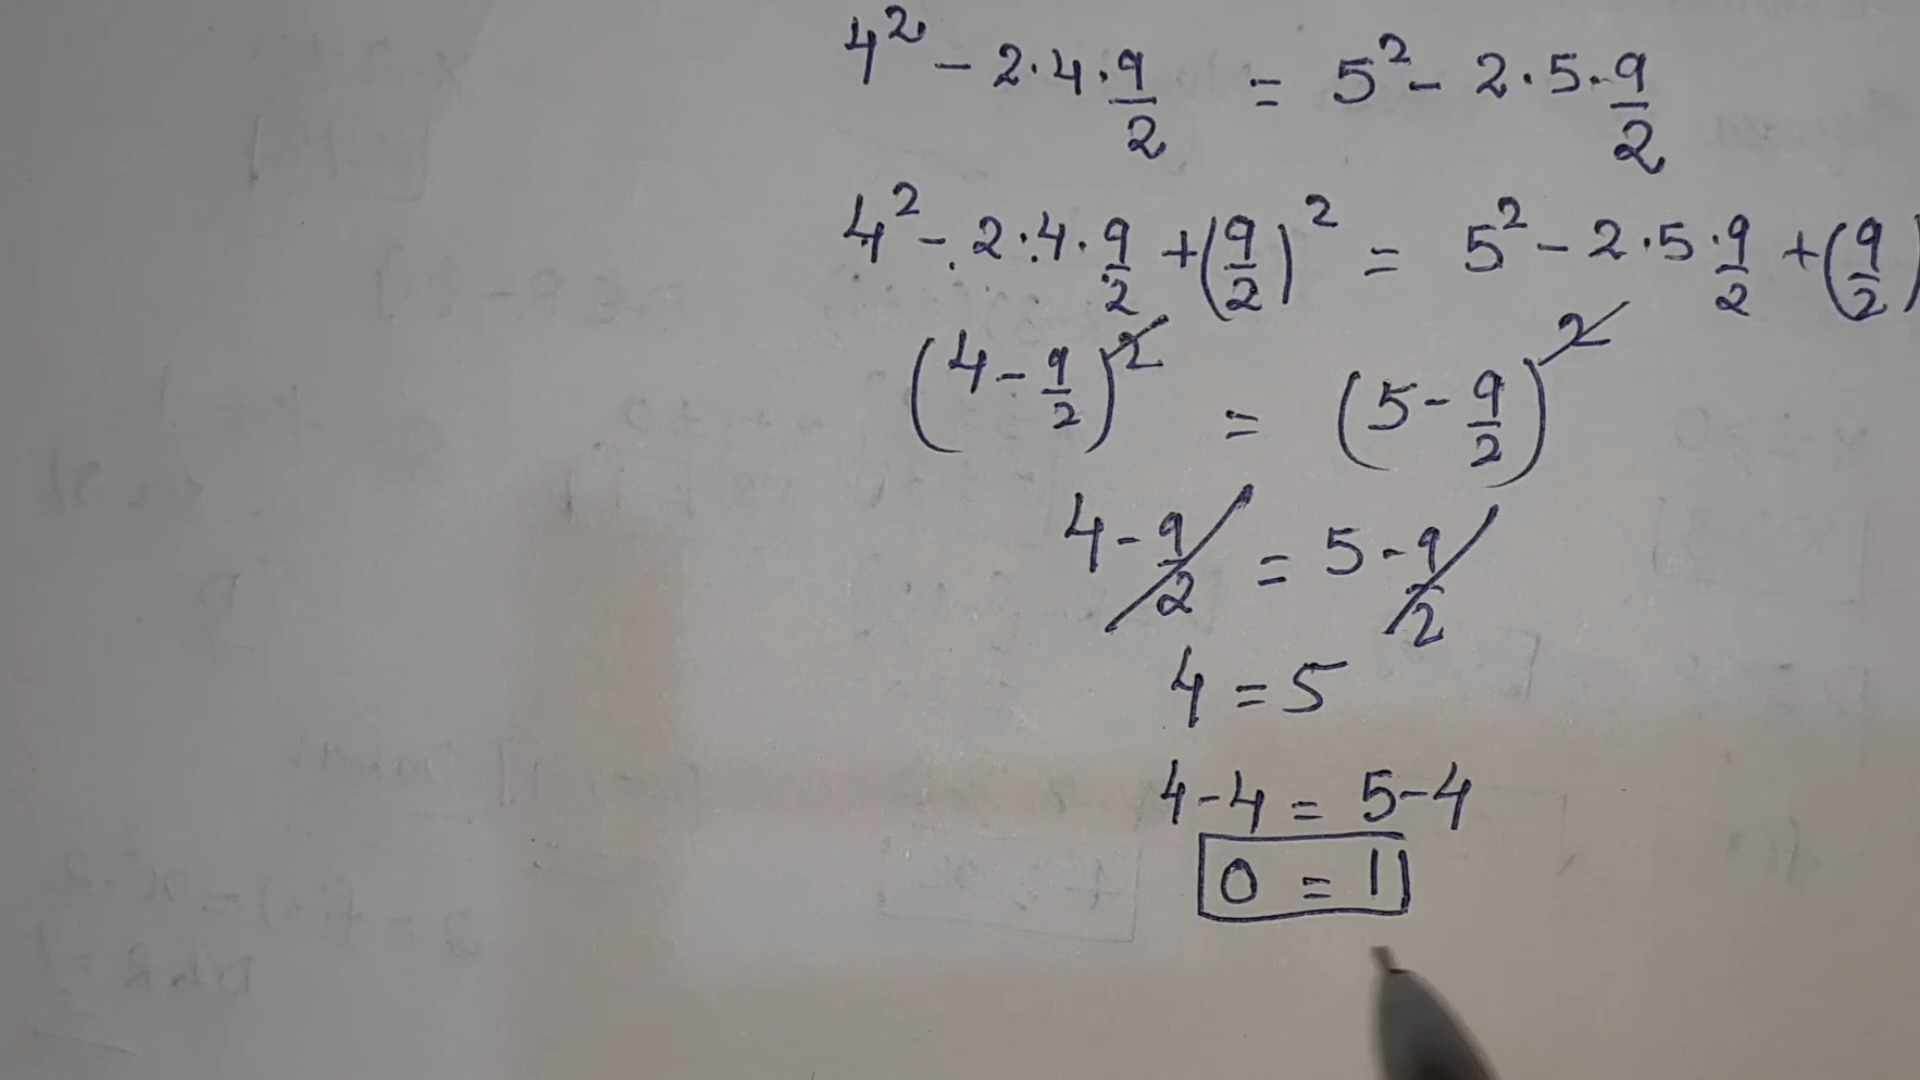 4² - 2·4·9/2 = 5² - 2·5·9/2
4² - 2·4·9/2 + (9/2)² = 5² - 2·5·9/2 + (9/2)
(4 - 9/2)² = (5 - 9/2)²
4 - 9/2 = 5 - 9/2
4 = 5
4 - 4 = 5 - 4
0 = 1